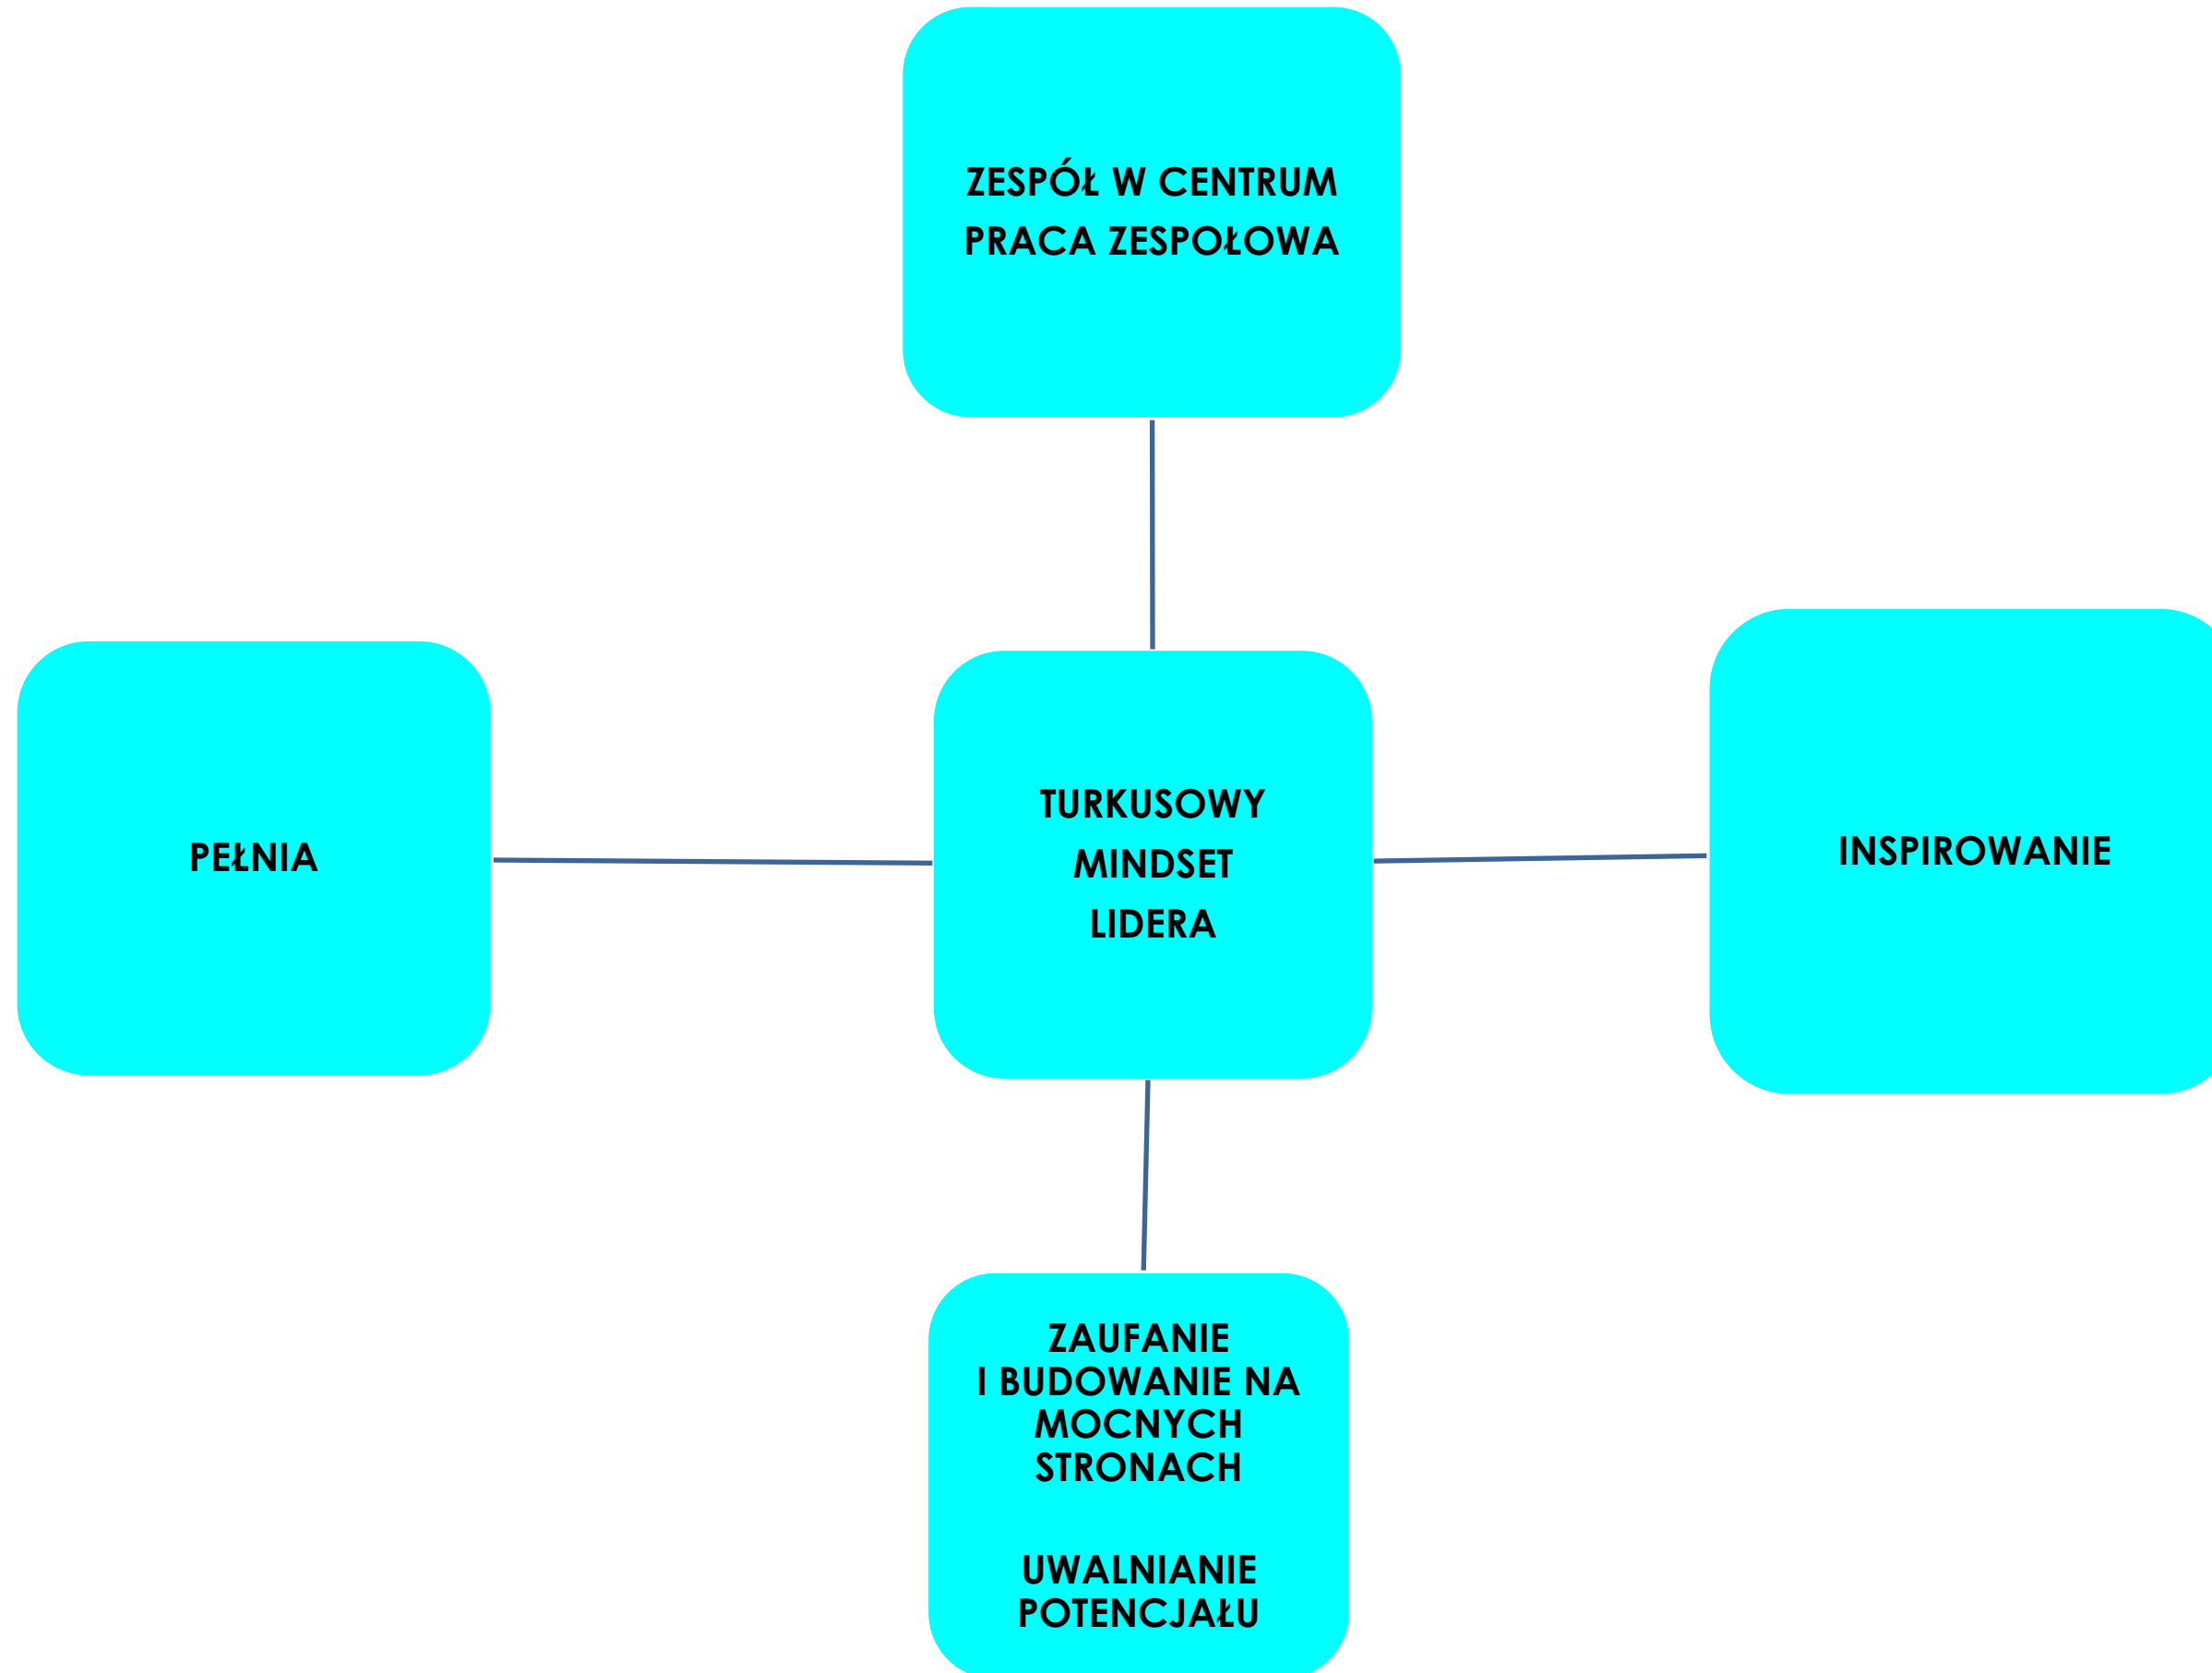 ZESPÓŁ W CENTRUM
PRACA ZESPOŁOWA
PEŁNIA
TURKUSOWY
MINDSET
LIDERA
INSPIROWANIE
ZAUFANIE
I BUDOWANIE NA
MOCNYCH
STRONACH
UWALNIANIE
POTENCJAŁU